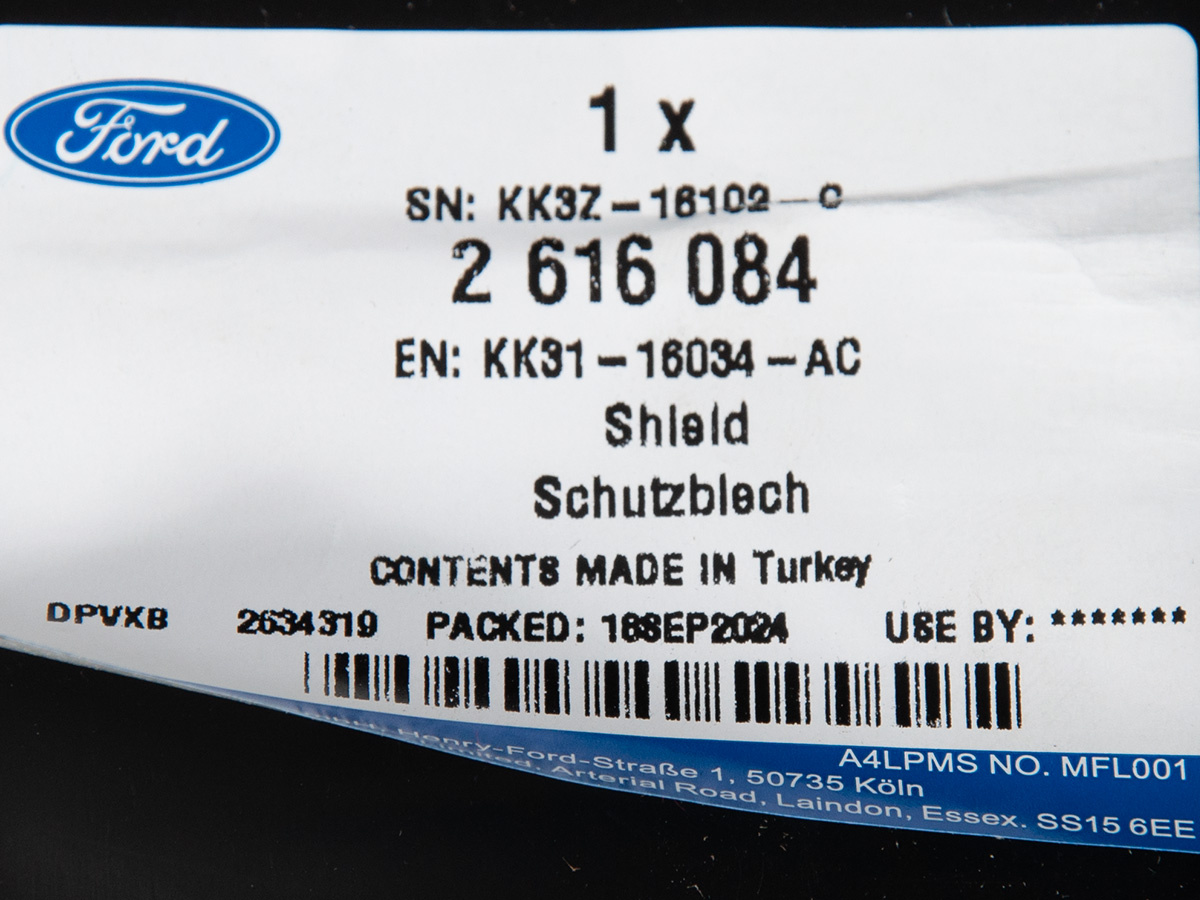 Ford
1 x
SN: KK3Z-16102-C
2 616 084
EN: KK31-16034-AC
Shield
Schutzblech
CONTENTS MADE IN Turkey
DPVXB 2634319 PACKED: 18SEP2024 USE BY: *******
A4LPMS NO. MFL001
Henry-Ford-Straße 1, 50735 Köln
Arterial Road, Laindon, Essex. SS15 6EE